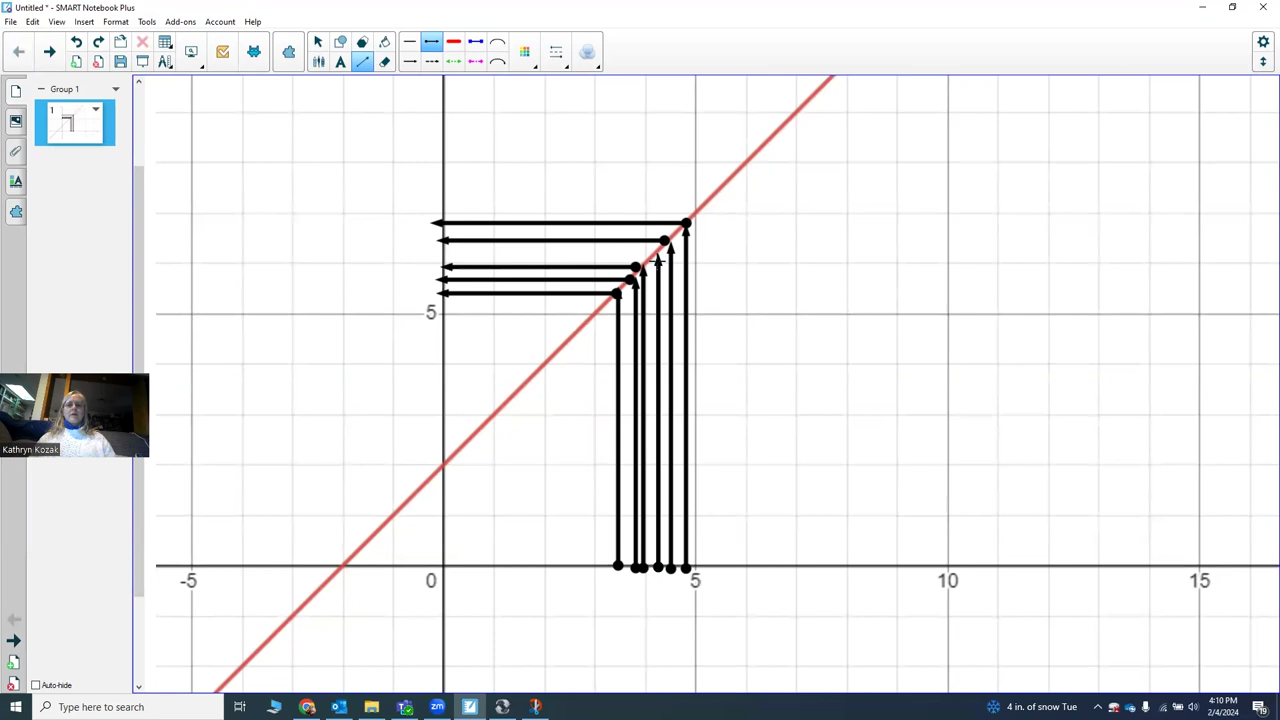 Untitled * - SMART Notebook Plus
File Edit View Insert Format Tools Add-ons Account Help
Group 1
1
5
Kathryn Kozak
-5 0 5 10 15
Auto-hide
Type here to search
zm
4 in. of snow Tue
4:10 PM
2/4/2024